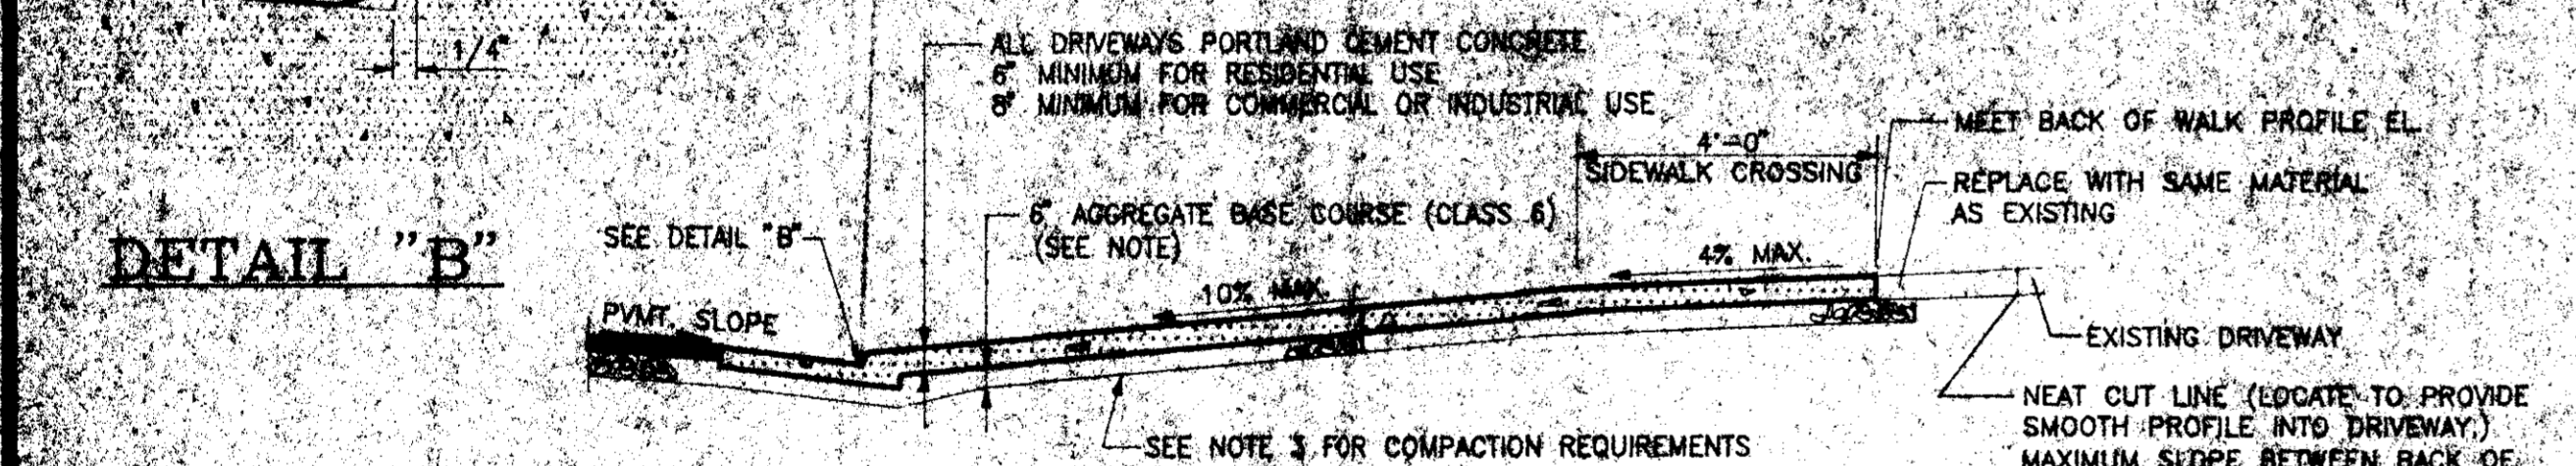 1/4"
ALL DRIVEWAYS PORTLAND CEMENT CONCRETE
6" MINIMUM FOR RESIDENTIAL USE
8" MINIMUM FOR COMMERCIAL OR INDUSTRIAL USE
MEET BACK OF WALK PROFILE EL.
4'-0"
SIDEWALK CROSSING
REPLACE WITH SAME MATERIAL
AS EXISTING
6" AGGREGATE BASE COURSE (CLASS 6)
(SEE NOTE)
SEE DETAIL "B"
DETAIL "B"
4% MAX.
10% MAX.
PVMT. SLOPE
EXISTING DRIVEWAY
NEAT CUT LINE (LOCATE TO PROVIDE
SMOOTH PROFILE INTO DRIVEWAY.)
MAXIMUM SLOPE BETWEEN BACK OF
SEE NOTE 3 FOR COMPACTION REQUIREMENTS